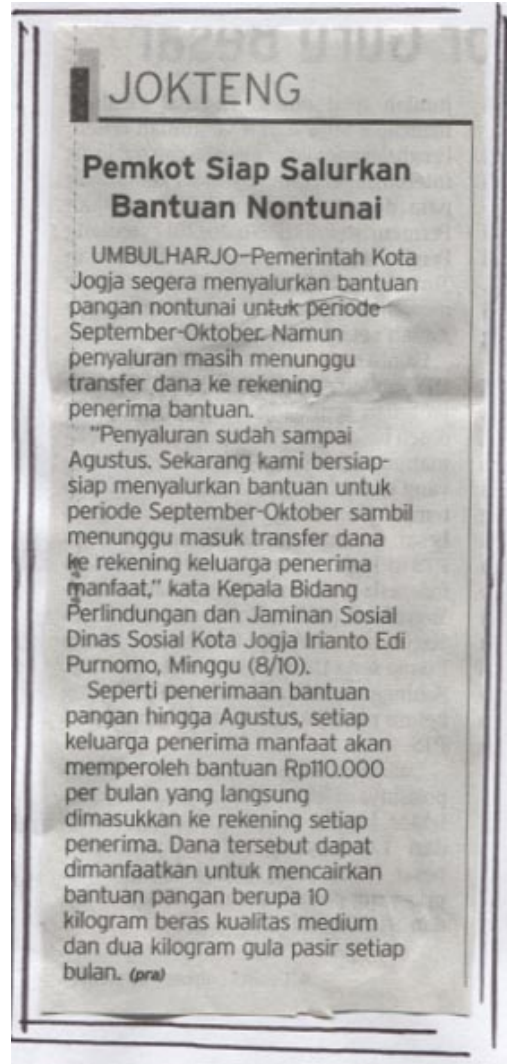 JOKTENG
Pemkot Siap Salurkan
Bantuan Nontunai
UMBULHARJO–Pemerintah Kota
Jogja segera menyalurkan bantuan
pangan nontunai untuk periode
September-Oktober. Namun
penyaluran masih menunggu
transfer dana ke rekening
penerima bantuan.
"Penyaluran sudah sampai
Agustus. Sekarang kami bersiap-
siap menyalurkan bantuan untuk
periode September-Oktober sambil
menunggu masuk transfer dana
ke rekening keluarga penerima
manfaat," kata Kepala Bidang
Perlindungan dan Jaminan Sosial
Dinas Sosial Kota Jogja Irianto Edi
Purnomo, Minggu (8/10).
Seperti penerimaan bantuan
pangan hingga Agustus, setiap
keluarga penerima manfaat akan
memperoleh bantuan Rp110.000
per bulan yang langsung
dimasukkan ke rekening setiap
penerima. Dana tersebut dapat
dimanfaatkan untuk mencairkan
bantuan pangan berupa 10
kilogram beras kualitas medium
dan dua kilogram gula pasir setiap
bulan. (pra)